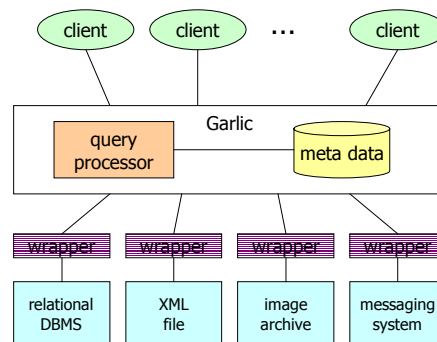 client client ... client
Garlic
query
processor
meta data
wrapper wrapper wrapper wrapper
relational XML image messaging
DBMS file archive system